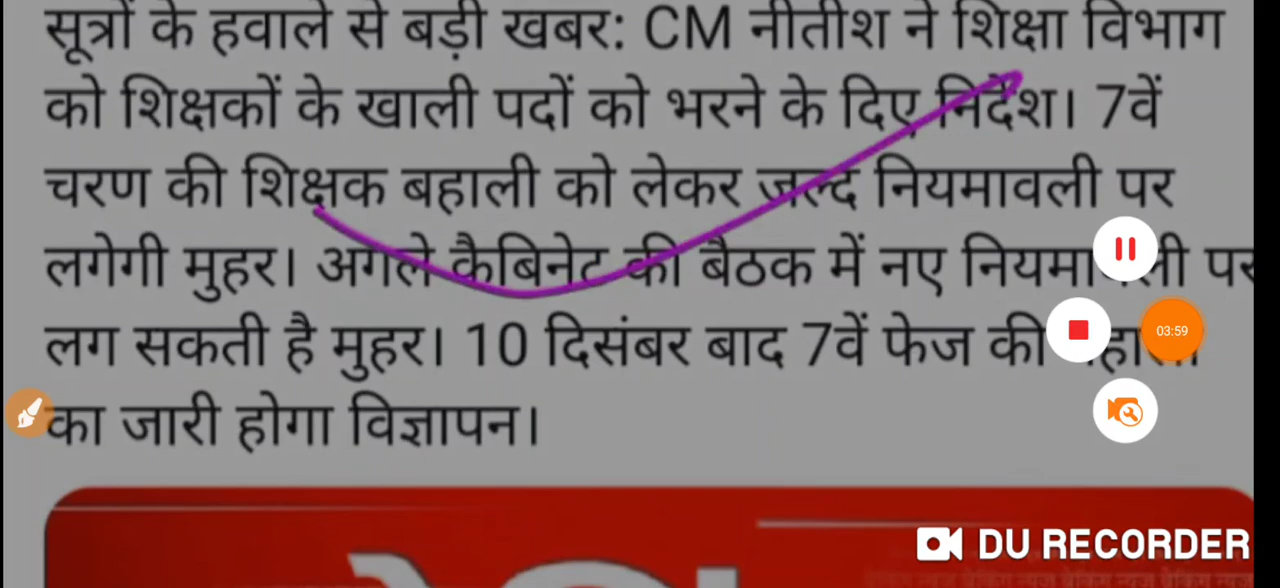 सूत्रों के हवाले से बड़ी खबर: CM नीतीश ने शिक्षा विभाग
को शिक्षकों के खाली पदों को भरने के दिए निर्देश। 7वें
चरण की शिक्षक बहाली को लेकर जल्द नियमावली पर
लगेगी मुहर। अगले कैबिनेट की बैठक में नए पर
लग सकती है मुहर। 10 दिसंबर बाद 7वें फेज की
03:59
का जारी होगा विज्ञापन।
DU RECORDER